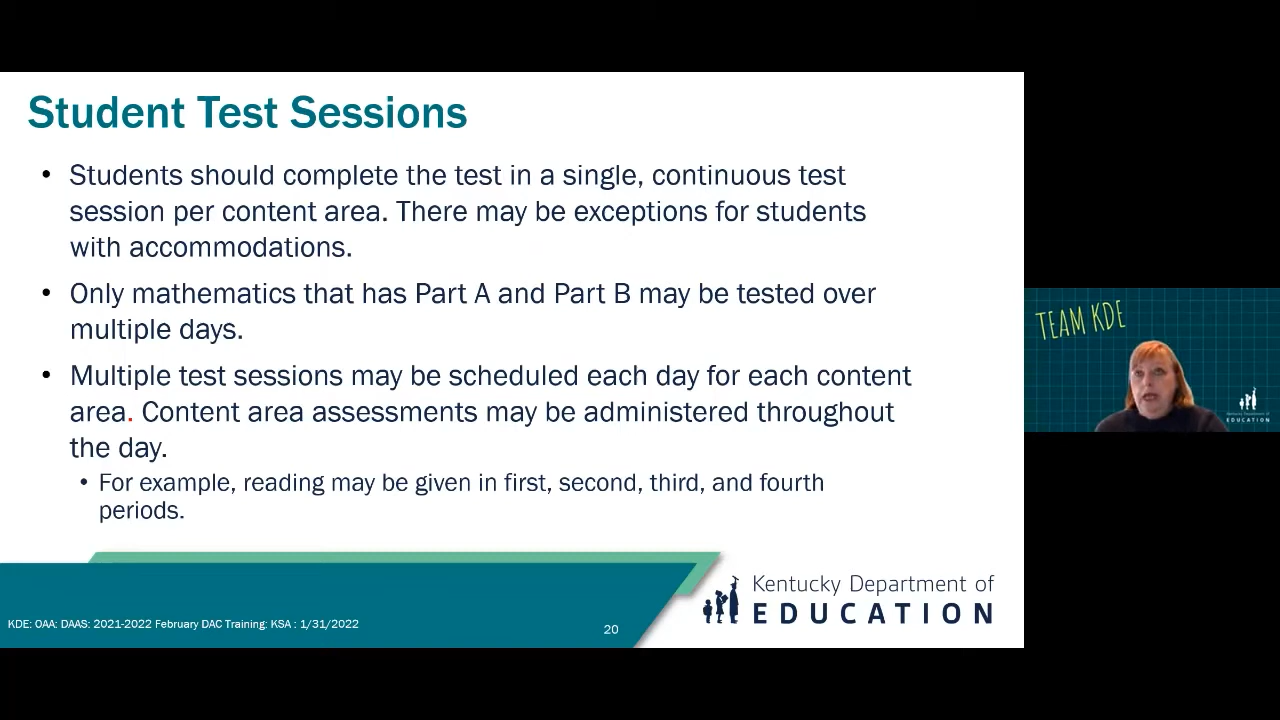 Student Test Sessions
• Students should complete the test in a single, continuous test
session per content area. There may be exceptions for students
with accommodations.
• Only mathematics that has Part A and Part B may be tested over
multiple days.
• Multiple test sessions may be scheduled each day for each content
area. Content area assessments may be administered throughout
the day.
• For example, reading may be given in first, second, third, and fourth
periods.
KDE: OAA: DAAS: 2021-2022 February DAC Training: KSA : 1/31/2022
20
Kentucky Department of
EDUCATION
TEAM KDE
Kentucky Department of
EDUCATION